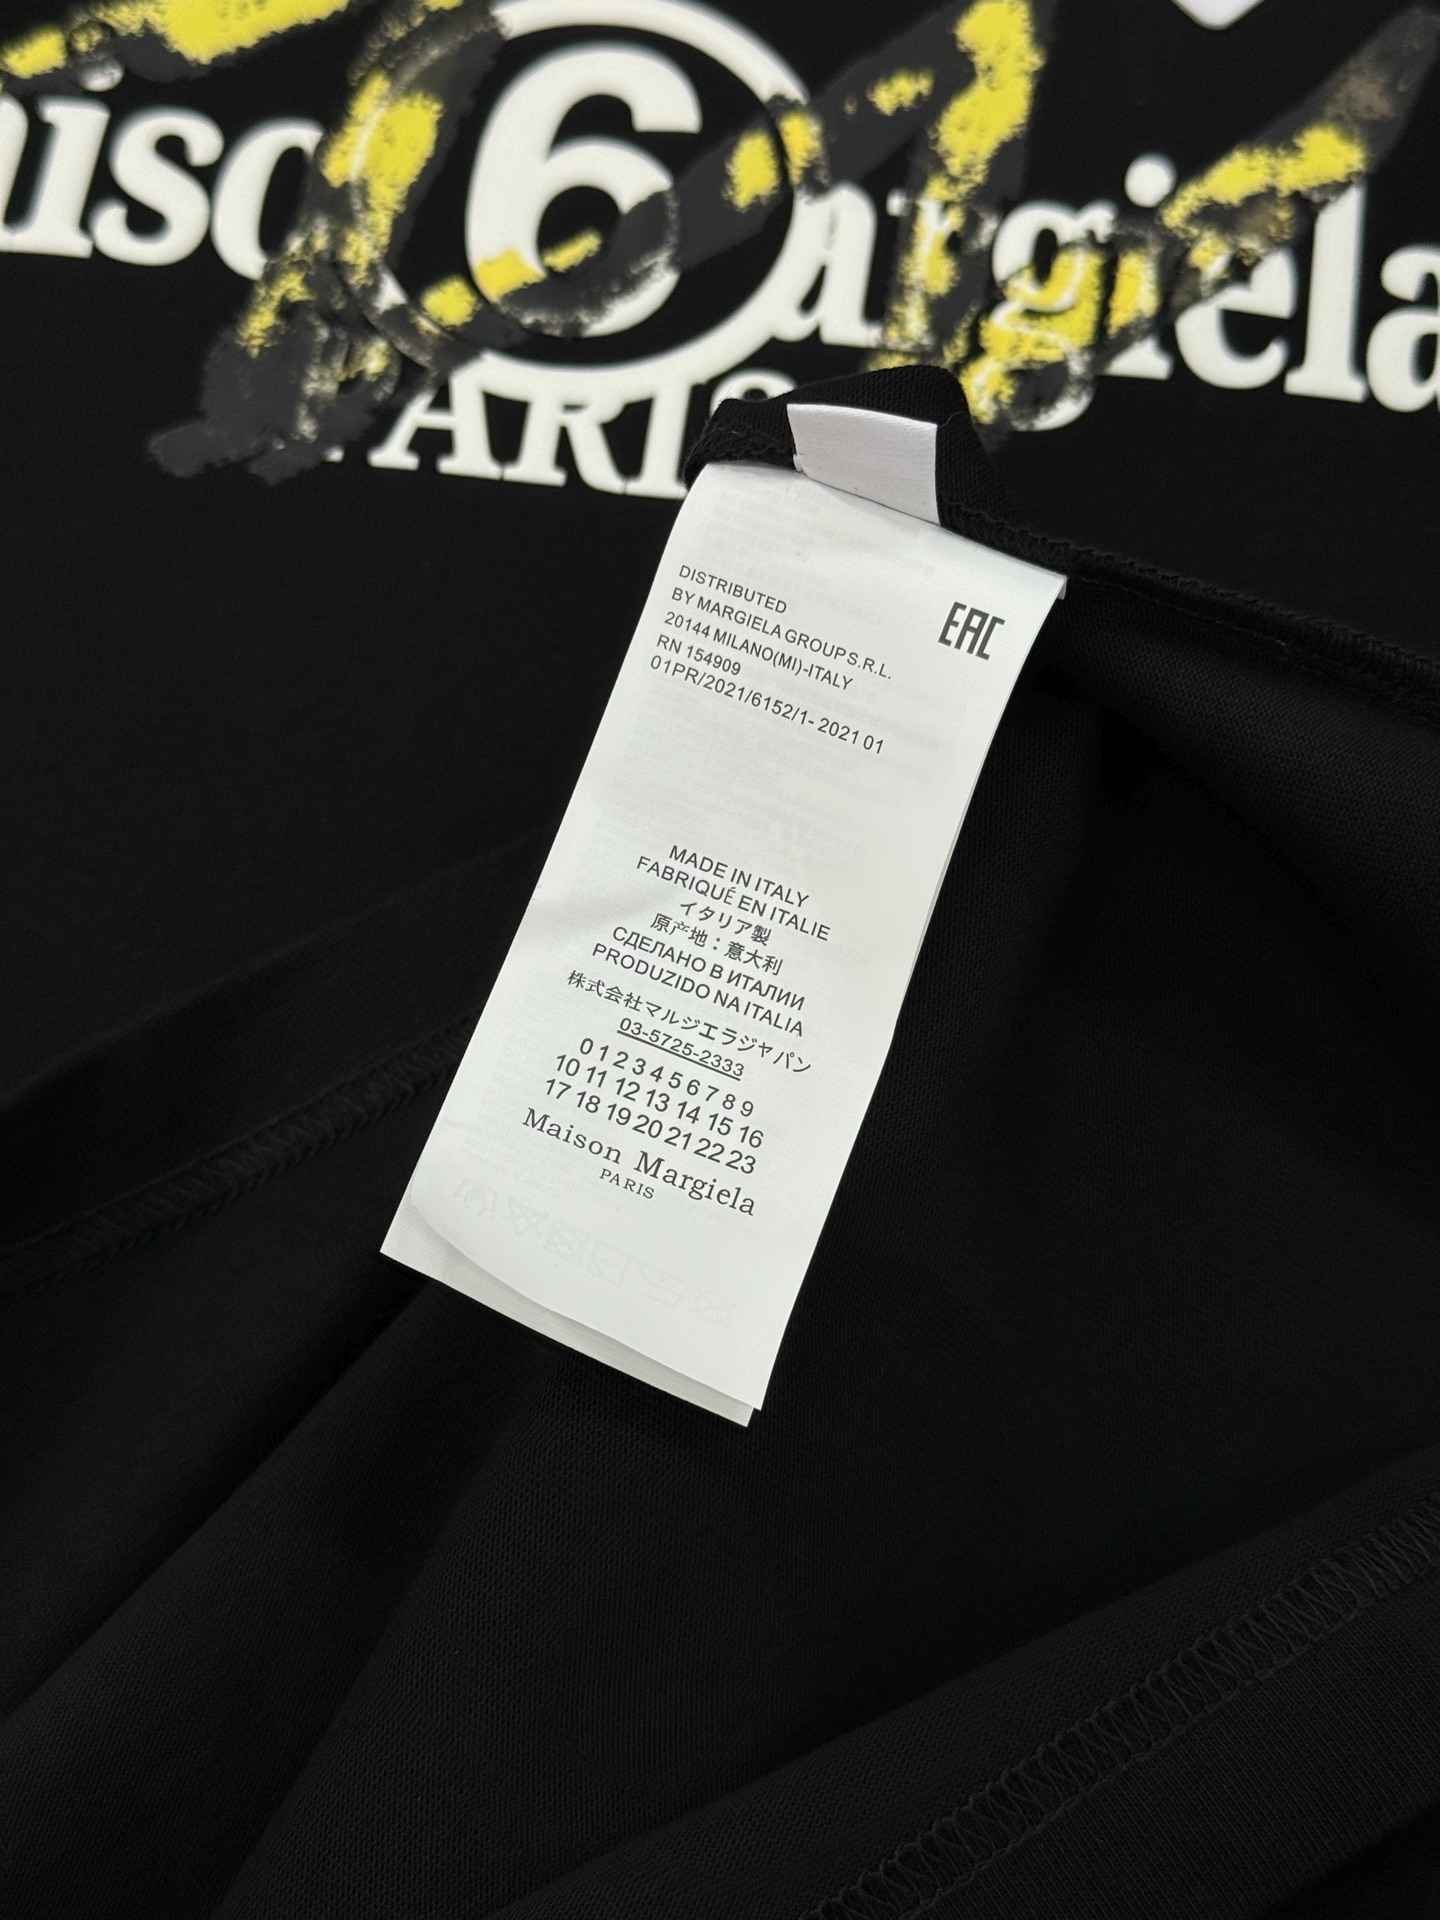 aiso
6
argiela
PARIS
DISTRIBUTED
BY MARGIELA GROUP S.R.L.
20144 MILANO(MI)-ITALY
RN 154909
01PR/2021/6152/1- 2021 01
EAC
MADE IN ITALY
FABRIQUÉ EN ITALIE
イタリア製
原产地：意大利
СДЕЛАНО В ИТАЛИИ
PRODUZIDO NA ITALIA
株式会社マルジエラジャパン
03-5725-2333
0 1 2 3 4 5 6 7 8 9
10 11 12 13 14 15 16
17 18 19 20 21 22 23
Maison Margiela
PARIS